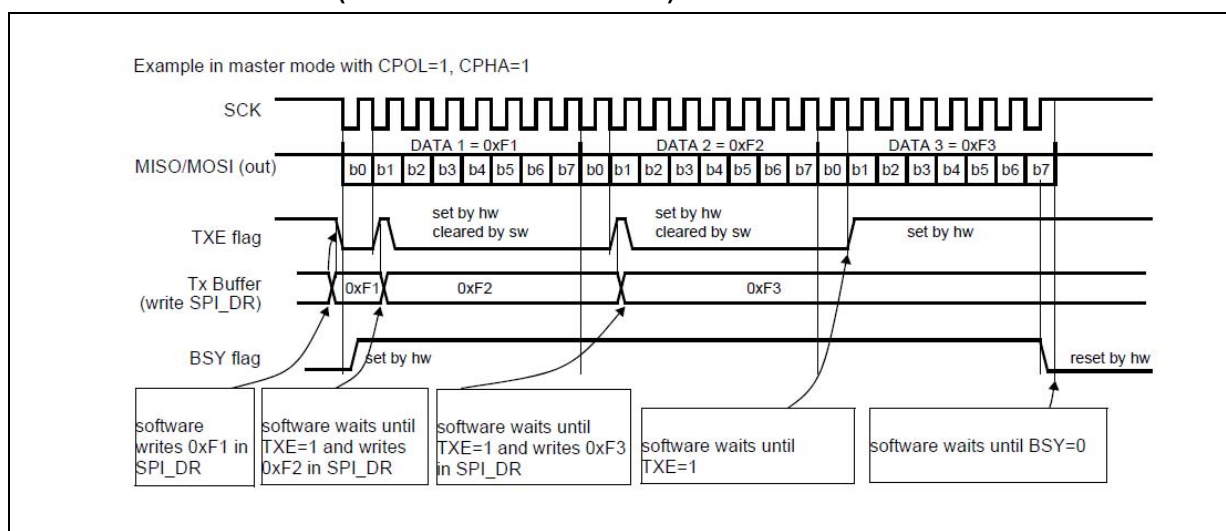 Example in master mode with CPOL=1, CPHA=1
SCK
DATA 1 = 0xF1 DATA 2 = 0xF2 DATA 3 = 0xF3
MISO/MOSI (out) b0 b1 b2 b3 b4 b5 b6 b7 b0 b1 b2 b3 b4 b5 b6 b7 b0 b1 b2 b3 b4 b5 b6 b7
TXE flag
set by hw
cleared by sw
set by hw
cleared by sw
set by hw
Tx Buffer
(write SPI_DR)
0xF1 0xF2 0xF3
BSY flag set by hw reset by hw
software
writes 0xF1 in
SPI_DR
software waits until
TXE=1 and writes
0xF2 in SPI_DR
software waits until
TXE=1 and writes 0xF3
in SPI_DR
software waits until
TXE=1
software waits until BSY=0